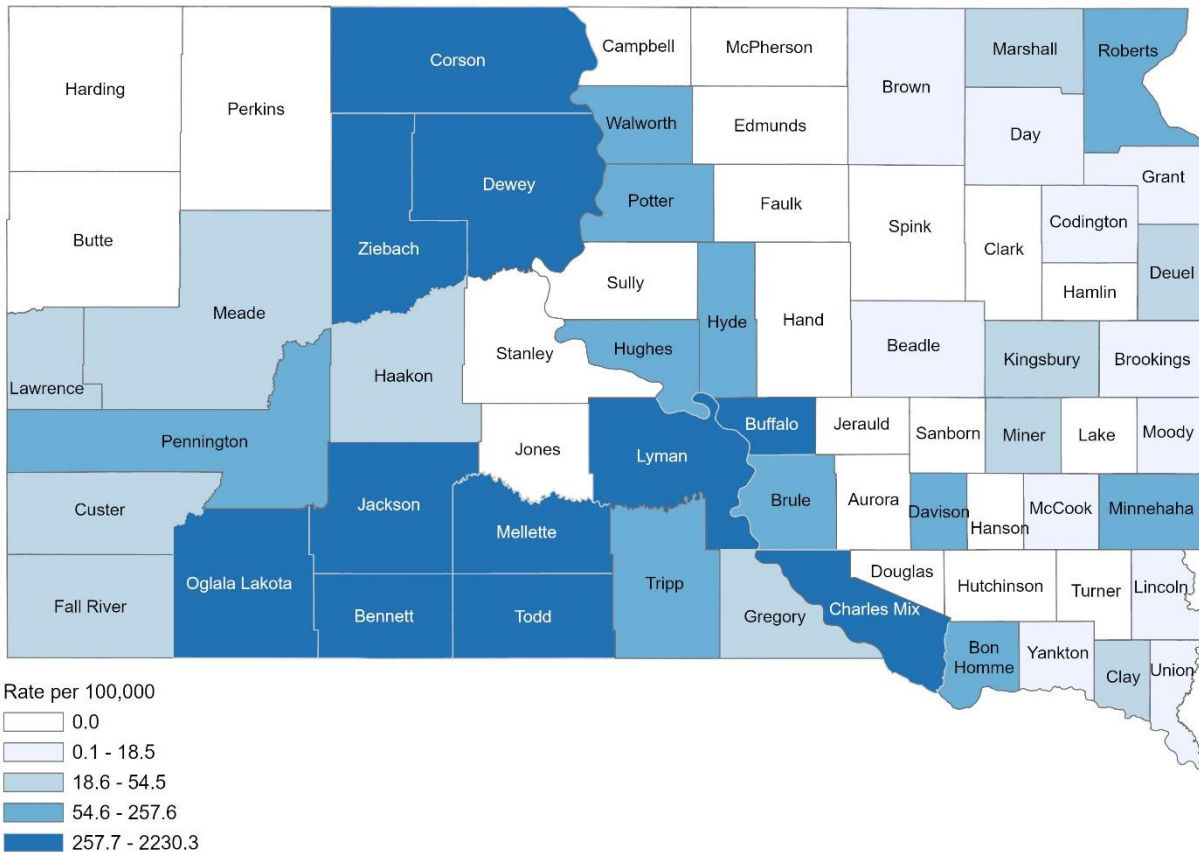 Harding
Perkins
Corson
Campbell
McPherson
Brown
Marshall
Roberts
Walworth
Edmunds
Day
Grant
Butte
Ziebach
Dewey
Potter
Faulk
Spink
Clark
Codington
Hamlin
Deuel
Meade
Sully
Lawrence
Haakon
Stanley
Hughes
Hyde
Hand
Beadle
Kingsbury
Brookings
Pennington
Jones
Lyman
Buffalo
Jerauld
Sanborn
Miner
Lake
Moody
Custer
Jackson
Mellette
Brule
Aurora
Davison
Hanson
McCook
Minnehaha
Fall River
Oglala Lakota
Bennett
Todd
Tripp
Gregory
Charles Mix
Douglas
Hutchinson
Turner
Lincoln
Bon
Homme
Yankton
Clay
Union
Rate per 100,000
0.0
0.1 - 18.5
18.6 - 54.5
54.6 - 257.6
257.7 - 2230.3